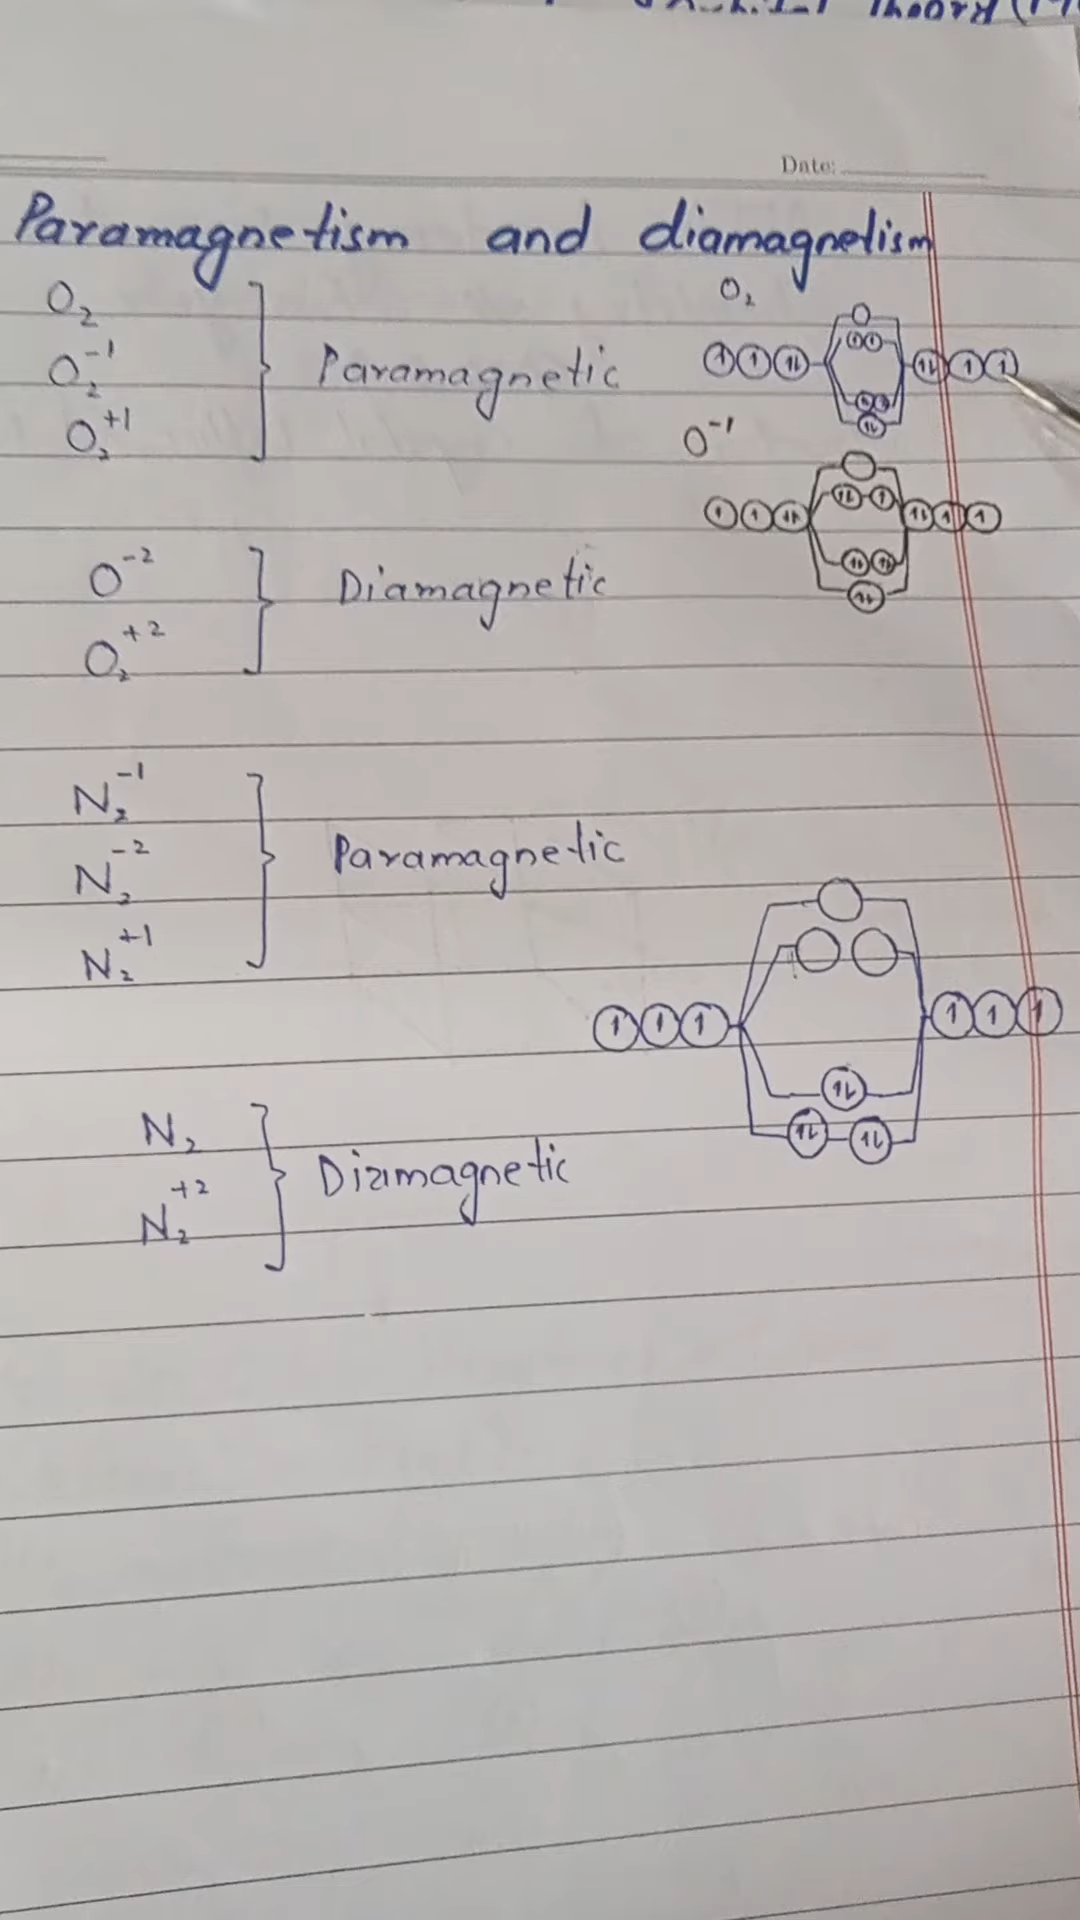 Theory
Date:
Paramagnetism and diamagnetism
O₂
O₂⁻¹
O₂⁺¹
Paramagnetic
O₂
O⁻¹
O⁻²
O₂⁺²
Diamagnetic
N₂⁻¹
N₂⁻²
N₂⁺¹
Paramagnetic
N₂
N₂⁺²
Diamagnetic